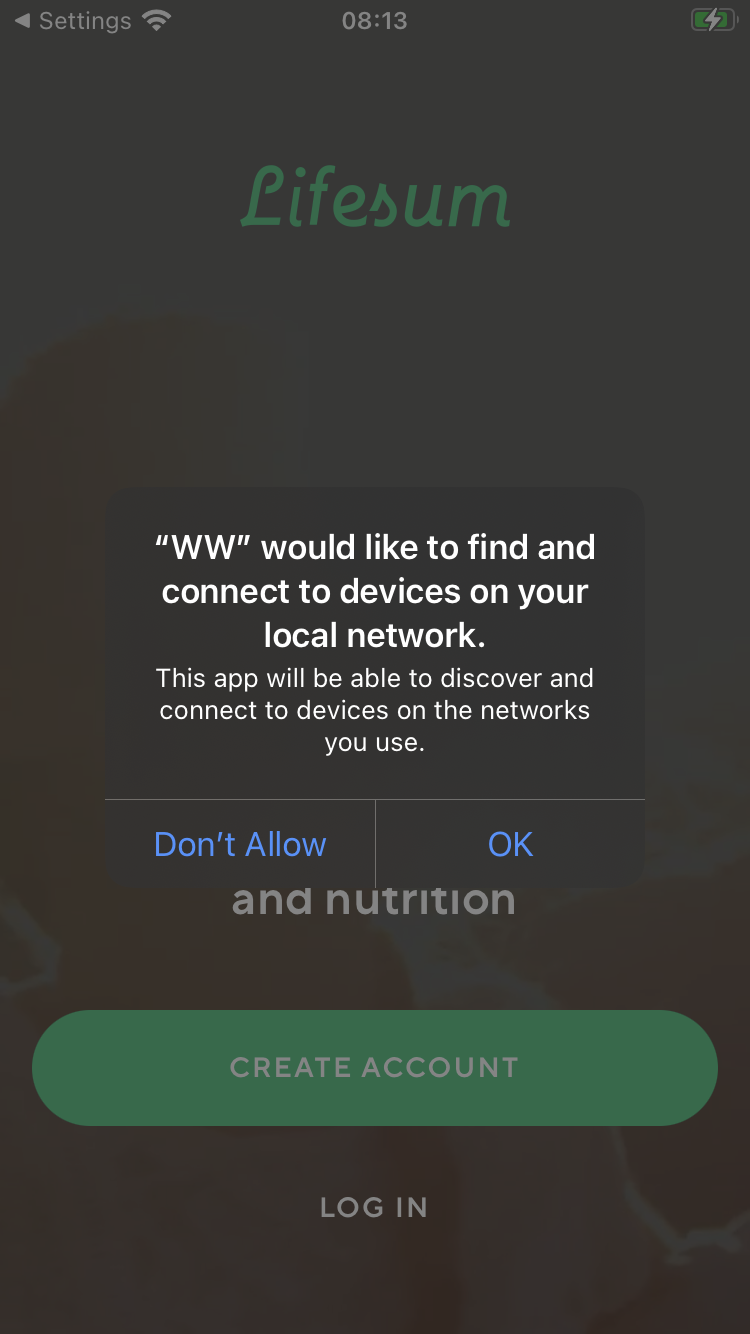 Settings
08:13
Lifesum
“WW” would like to find and
connect to devices on your
local network.
This app will be able to discover and
connect to devices on the networks
you use.
Don’t Allow
OK
and nutrition
CREATE ACCOUNT
LOG IN